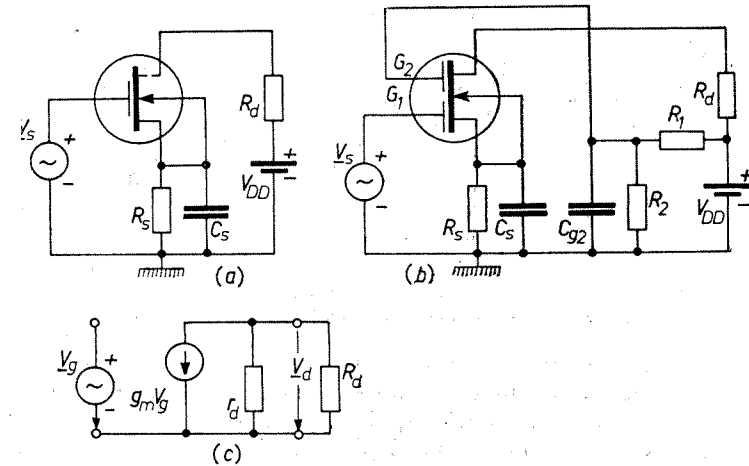 V_s
+
-
R_d
+
-
V_DD
R_s
C_s
(a)
G_2
G_1
V_s
+
-
R_s
C_s
C_g2
R_1
R_2
R_d
+
-
V_DD
(b)
V_g
+
-
g_mV_g
r_d
V_d
R_d
(c)